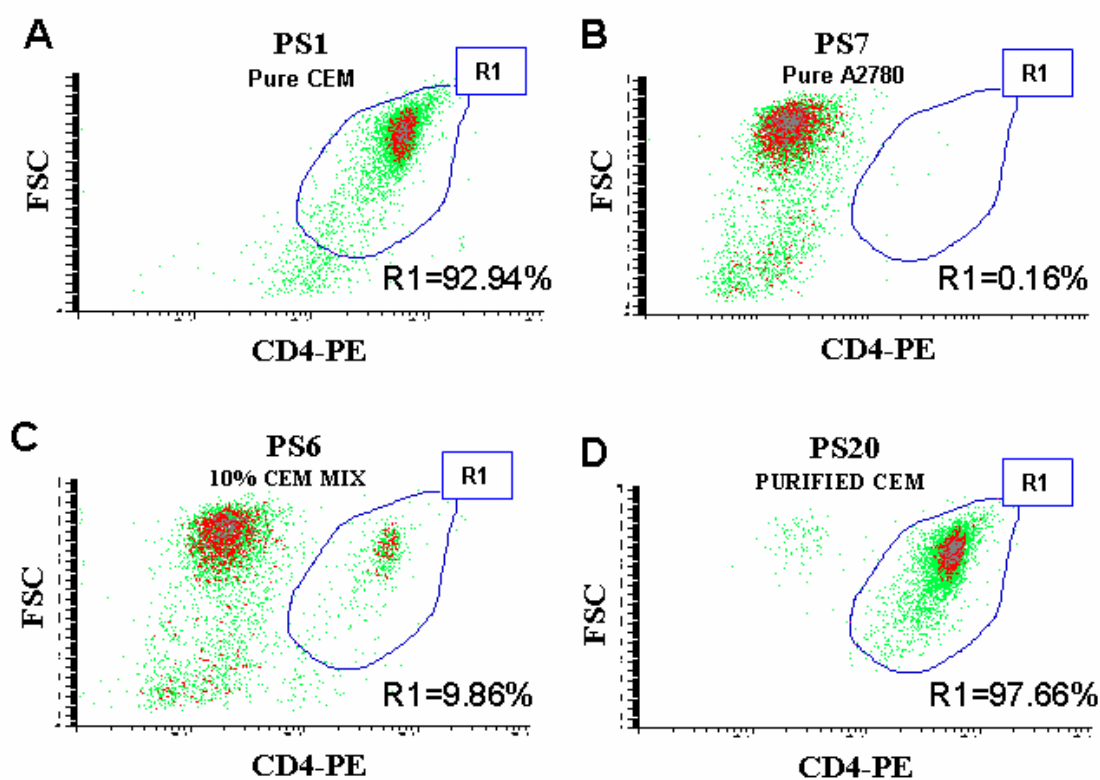 A
PS1
Pure CEM
R1
FSC
R1=92.94%
CD4-PE
B
PS7
Pure A2780
R1
FSC
R1=0.16%
CD4-PE
C
PS6
10% CEM MIX
R1
FSC
R1=9.86%
CD4-PE
D
PS20
PURIFIED CEM
R1
FSC
R1=97.66%
CD4-PE